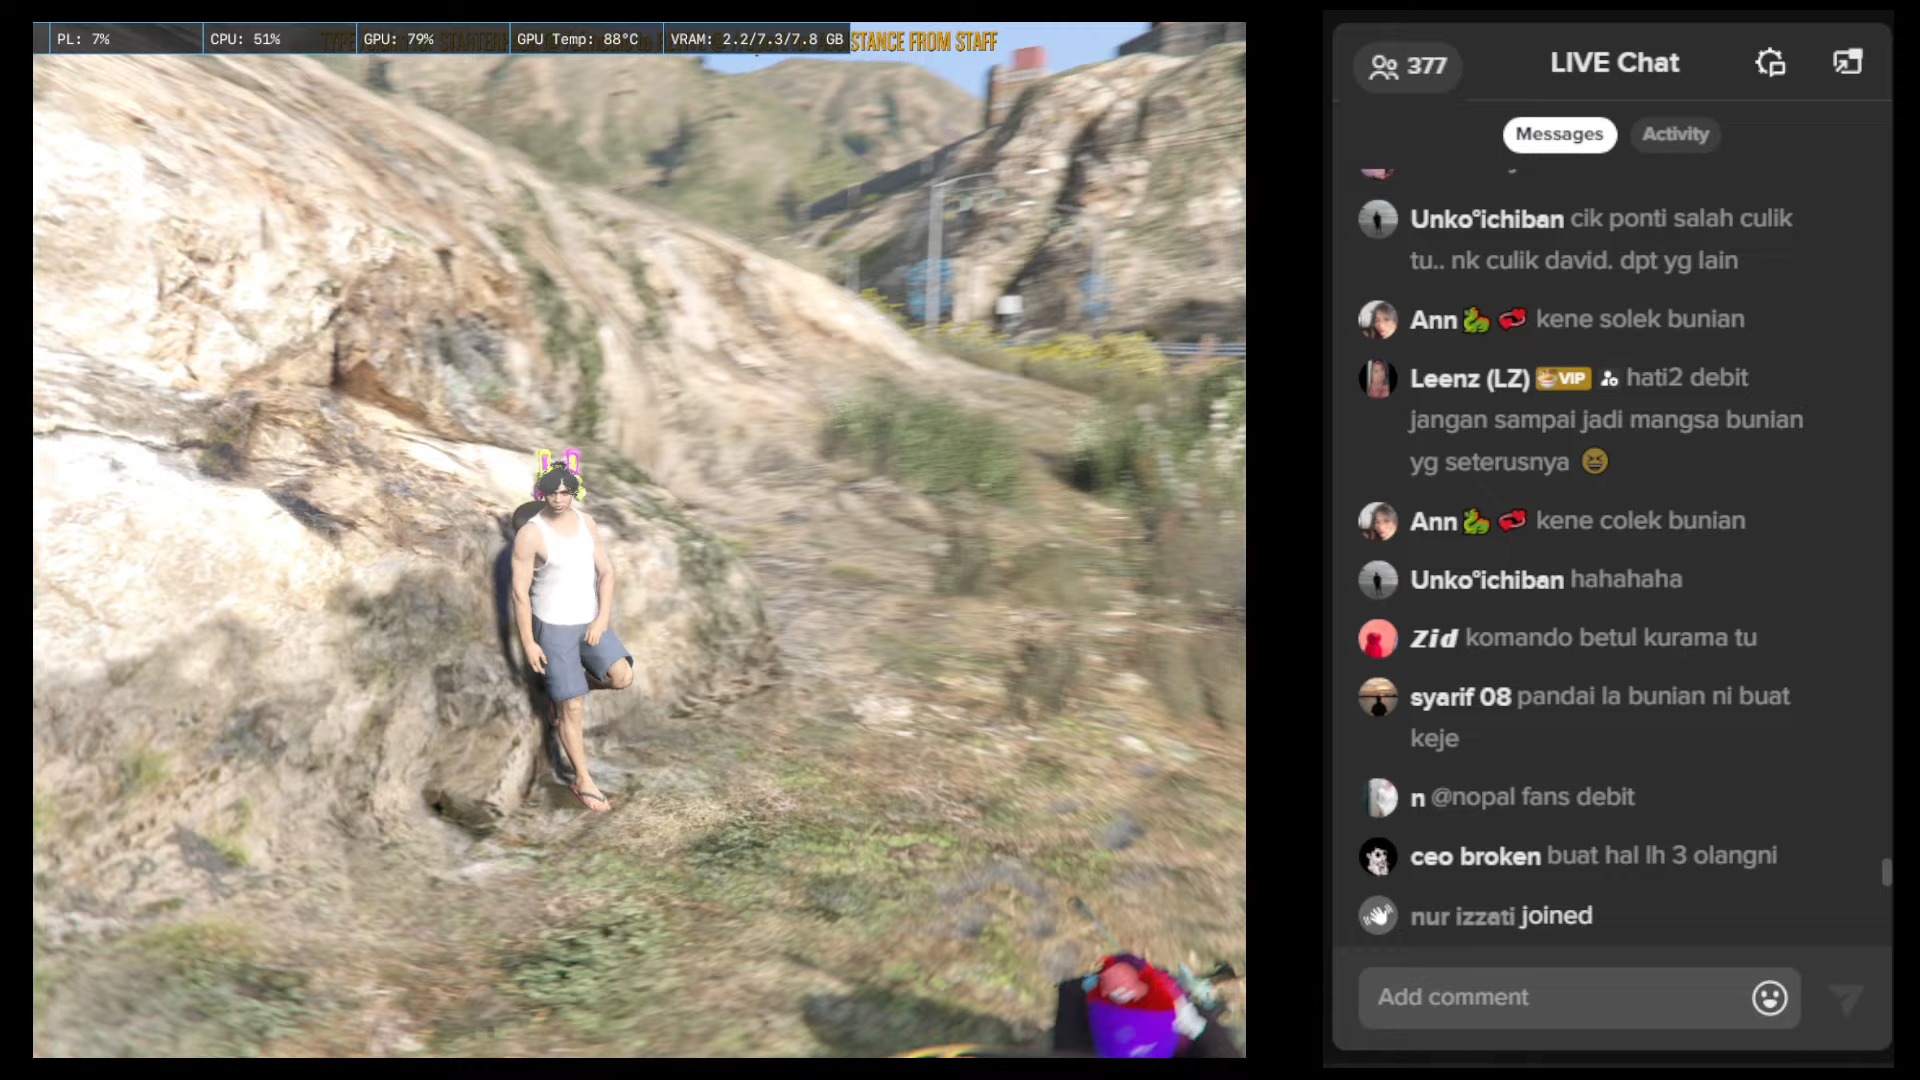 PL: 7%
CPU: 51%
GPU: 79%
GPU Temp: 88°C
VRAM: 2.2/7.3/7.8 GB
STANCE FROM STAFF
377
LIVE Chat
Messages
Activity
Unko°ichiban cik ponti salah culik
tu.. nk culik david. dpt yg lain
Ann🐉 💝 kene solek bunian
Leenz (LZ) VIP hati2 debit
jangan sampai jadi mangsa bunian
yg seterusnya 😆
Ann🐉 💝 kene colek bunian
Unko°ichiban hahahaha
Zid komando betul kurama tu
syarif 08 pandai la bunian ni buat
keje
n @nopal fans debit
ceo broken buat hal lh 3 olangni
nur izzati joined
Add comment